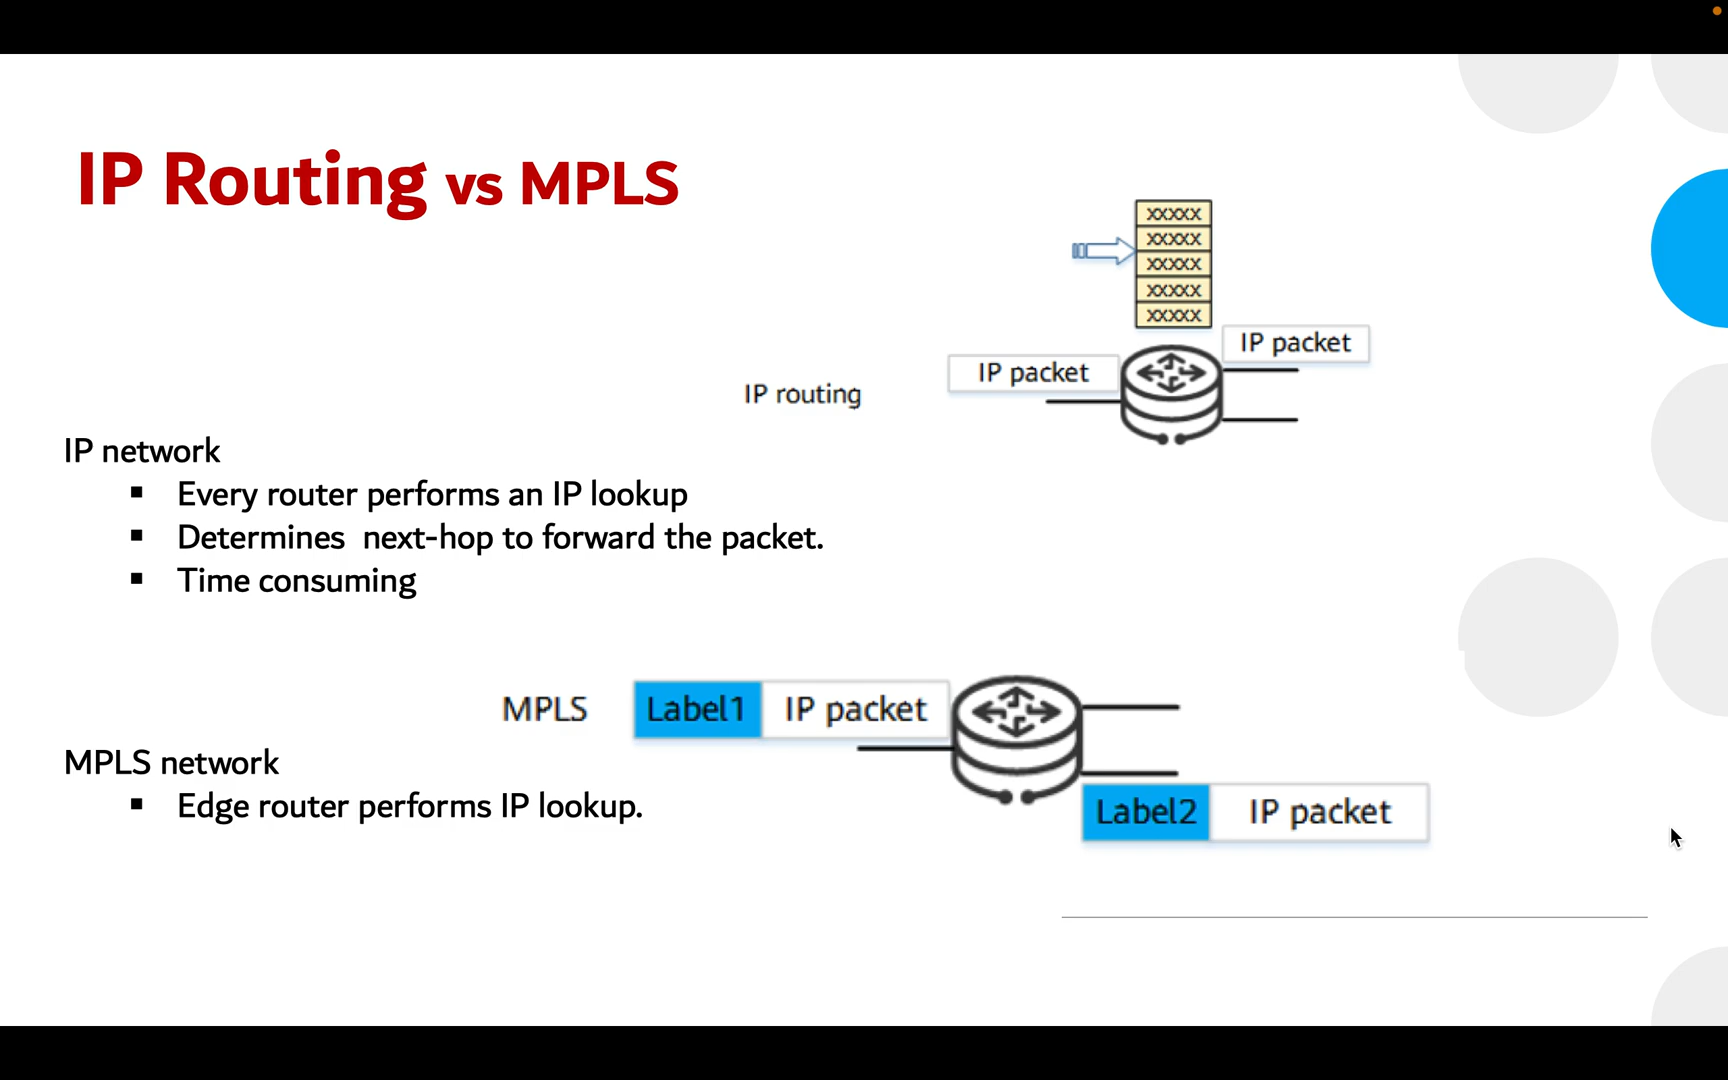 IP Routing vs MPLS
xxxxx
xxxxx
xxxxx
xxxxx
xxxxx
IP packet
IP packet
IP routing
IP network
▪ Every router performs an IP lookup
▪ Determines  next-hop to forward the packet.
▪ Time consuming
MPLS Label1 IP packet
MPLS network
▪ Edge router performs IP lookup.
Label2 IP packet